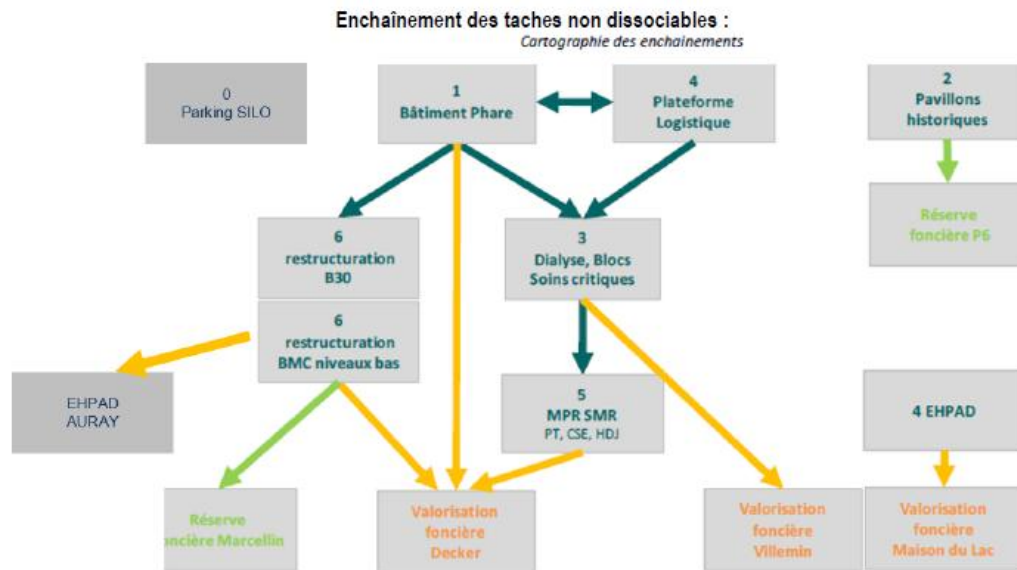 Enchaînement des taches non dissociables :
Cartographie des enchainements
0
Parking SILO
1
Bâtiment Phare
4
Plateforme
Logistique
2
Pavillons
historiques
Réserve
foncière P6
6
restructuration
B30
3
Dialyse, Blocs
Soins critiques
6
restructuration
BMC niveaux bas
EHPAD
AURAY
5
MPR SMR
PT, CSE, HDJ
4 EHPAD
Réserve
oncière Marcellin
Valorisation
foncière
Decker
Valorisation
foncière
Villemin
Valorisation
foncière
Maison du Lac